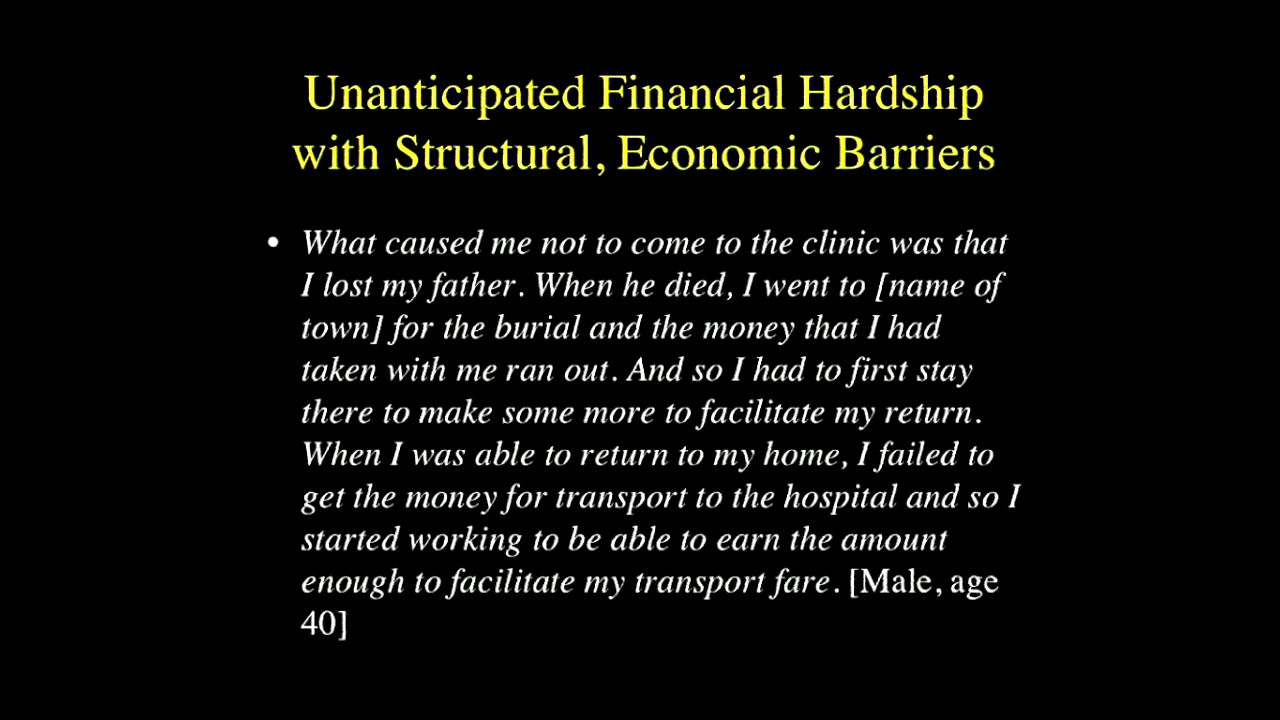 Unanticipated Financial Hardship
with Structural, Economic Barriers
• What caused me not to come to the clinic was that
I lost my father. When he died, I went to [name of
town] for the burial and the money that I had
taken with me ran out. And so I had to first stay
there to make some more to facilitate my return.
When I was able to return to my home, I failed to
get the money for transport to the hospital and so I
started working to be able to earn the amount
enough to facilitate my transport fare. [Male, age
40]